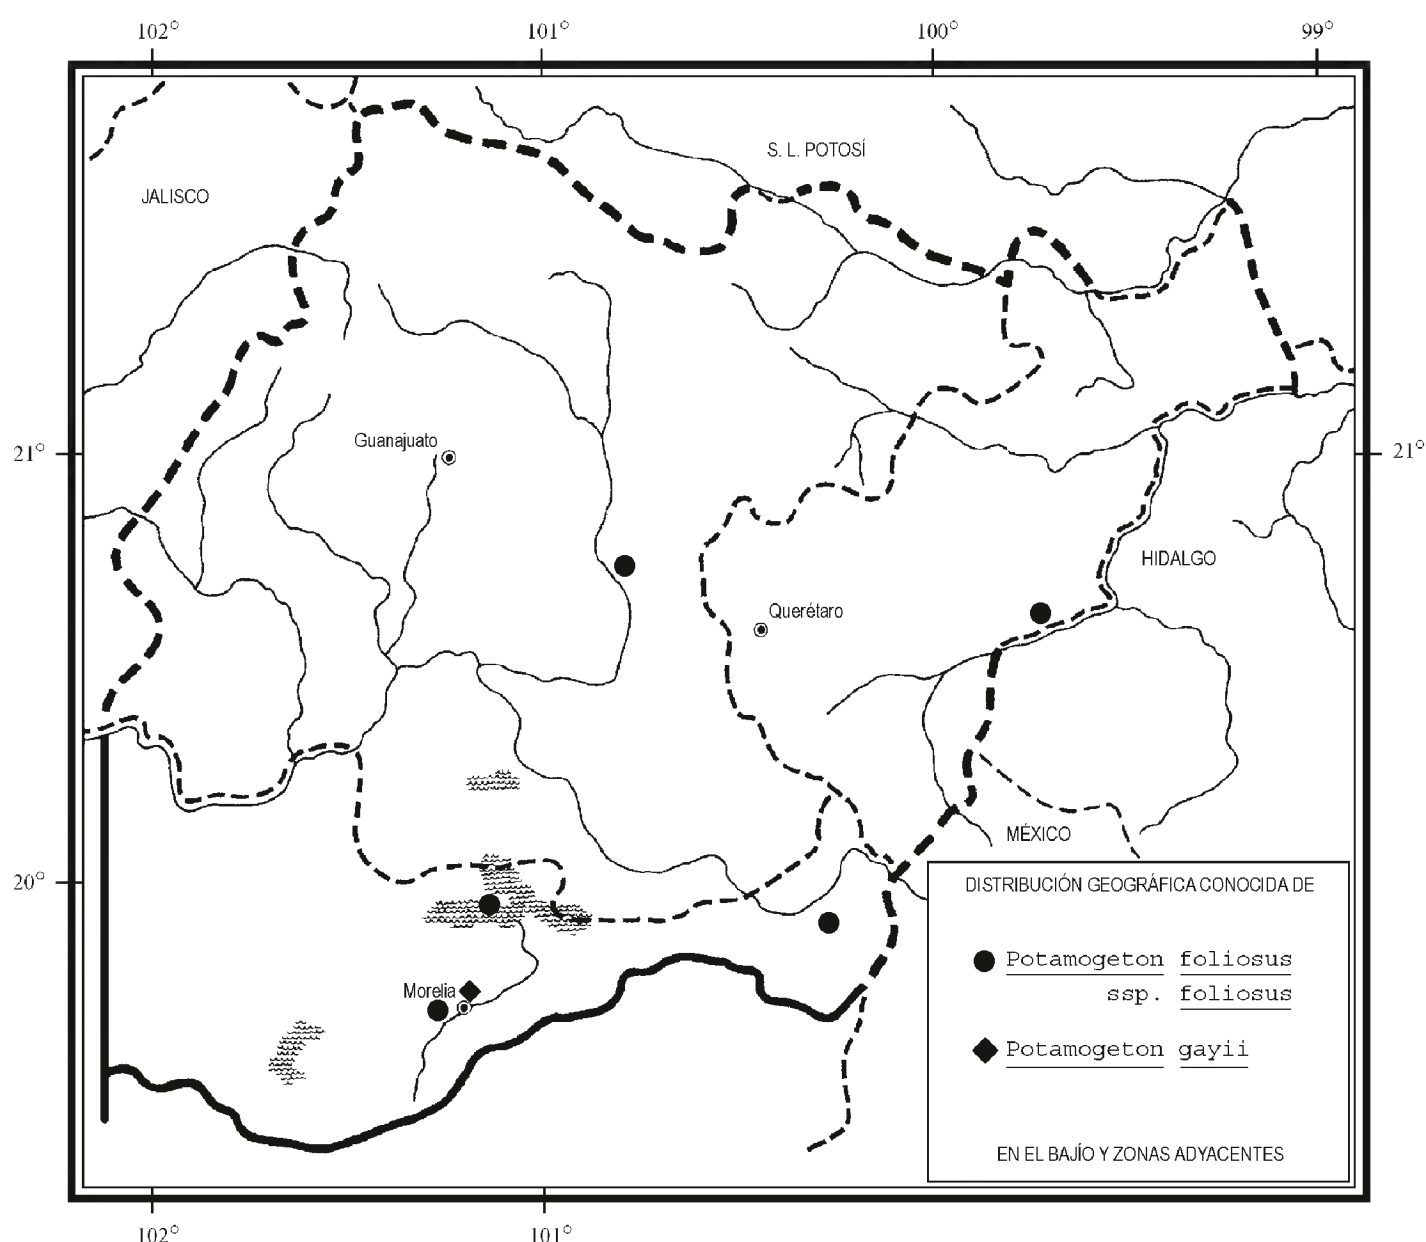 102° 101° 100° 99°
S. L. POTOSÍ
JALISCO
Guanajuato
21° 21°
HIDALGO
Querétaro
MÉXICO
20°
DISTRIBUCIÓN GEOGRÁFICA CONOCIDA DE
Potamogeton foliosus
ssp. foliosus
Morelia
Potamogeton gayii
EN EL BAJÍO Y ZONAS ADYACENTES
102° 101°